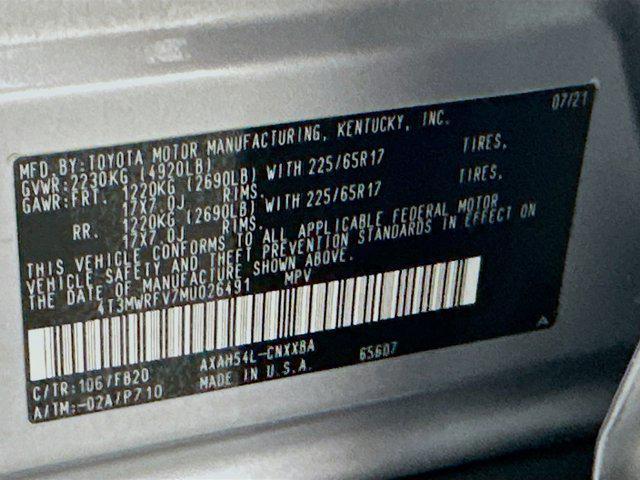 07/21
MFD.BY:TOYOTA MOTOR MANUFACTURING, KENTUCKY, INC.
GVWR:2230KG (4920LB)
GAWR:FRT. 1220KG (2690LB) WITH 225/65R17 TIRES,
17X7.0J RIMS.
RR. 1220KG (2690LB) WITH 225/65R17 TIRES,
17X7.0J RIMS.
THIS VEHICLE CONFORMS TO ALL APPLICABLE FEDERAL MOTOR
VEHICLE SAFETY AND THEFT PREVENTION STANDARDS IN EFFECT ON
THE DATE OF MANUFACTURE SHOWN ABOVE.
4T3MWRFV7MU026491 MPV
C/TR:106/FB20 AXAH54L-CNXXBA 65607
A/TM:-02A/P710 MADE IN U.S.A.
A